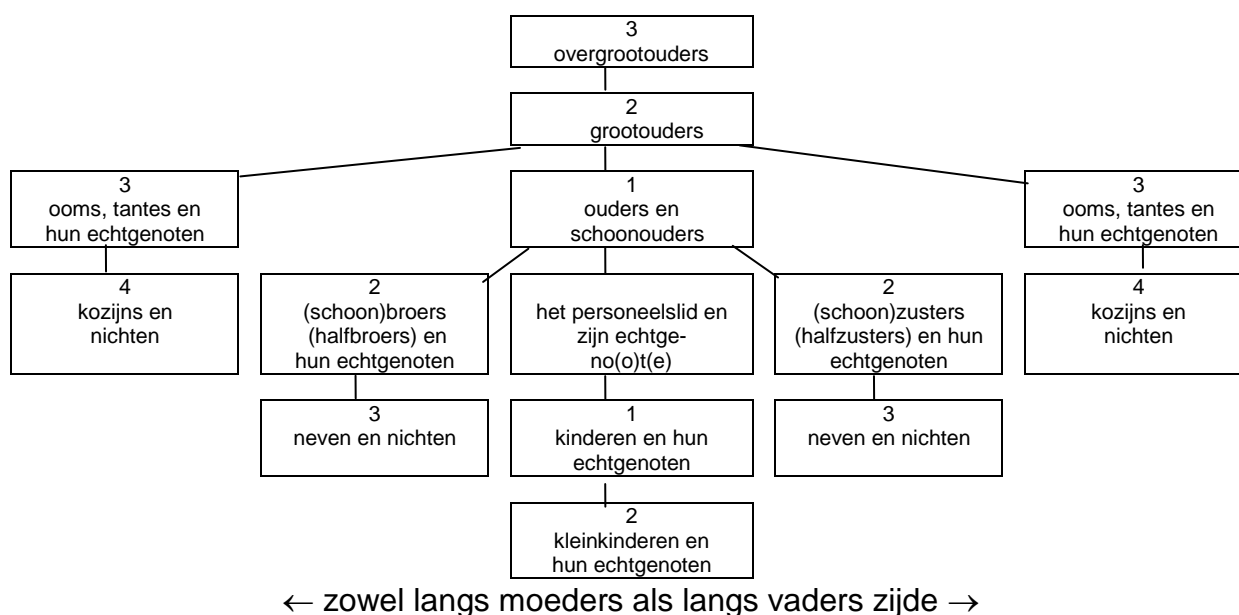 3
overgrootouders
2
grootouders
3
ooms, tantes en
hun echtgenoten
1
ouders en
schoonouders
3
ooms, tantes en
hun echtgenoten
4
kozijns en
nichten
2
(schoon)broers
(halfbroers) en
hun echtgenoten
het personeelslid en
zijn echtge-
no(o)t(e)
2
(schoon)zusters
(halfzusters) en hun
echtgenoten
4
kozijns en
nichten
3
neven en nichten
1
kinderen en hun
echtgenoten
3
neven en nichten
2
kleinkinderen en
hun echtgenoten
← zowel langs moeders als langs vaders zijde →